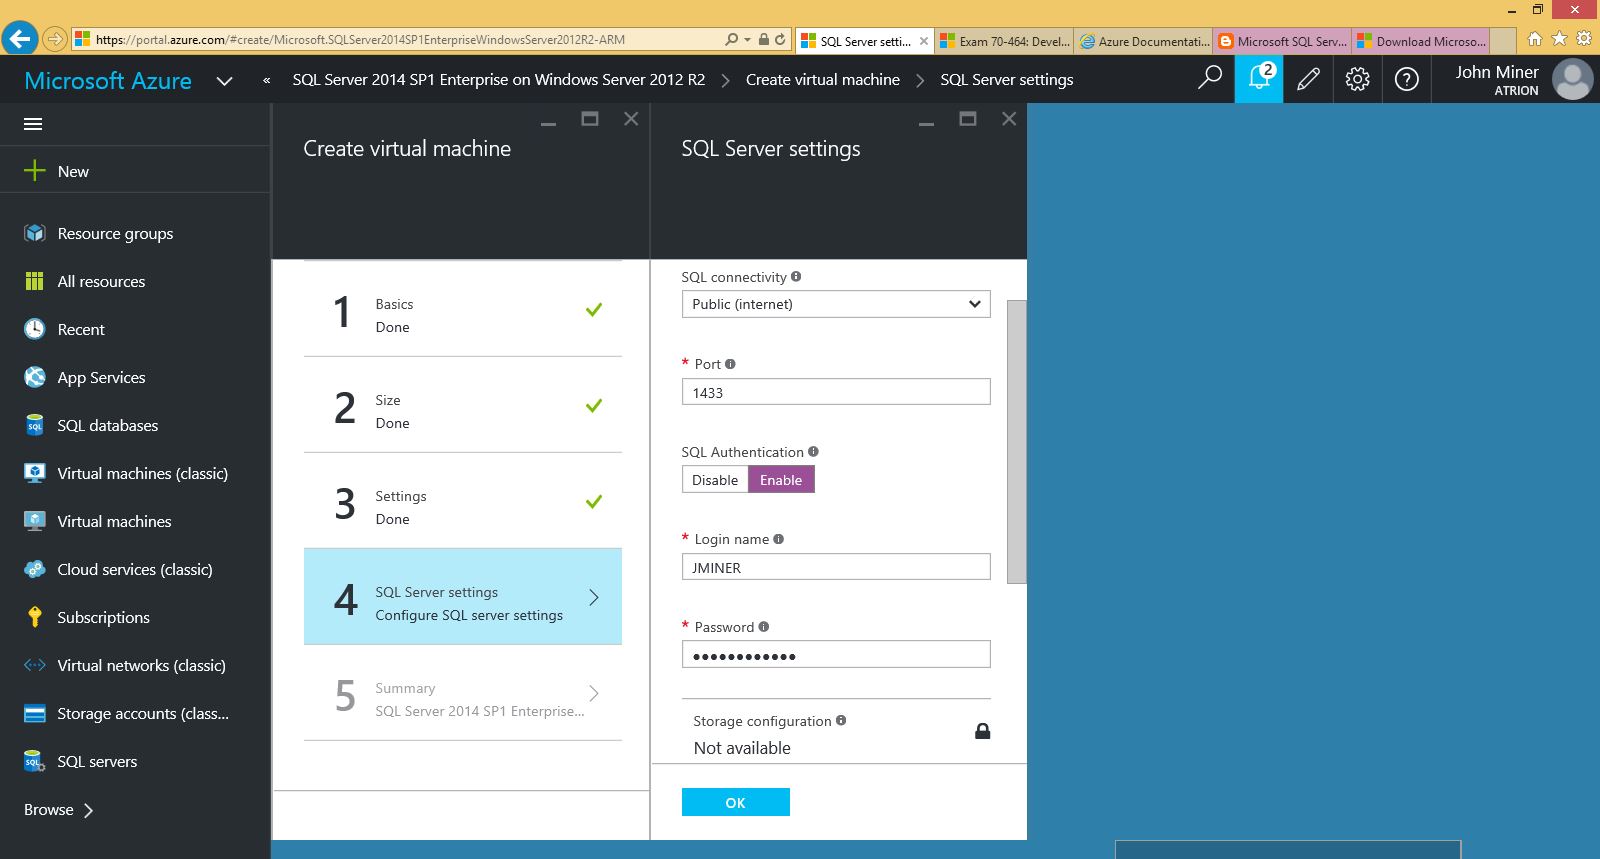 https://portal.azure.com/#create/Microsoft.SQLServer2014SP1EnterpriseWindowsServer2012R2-ARM
SQL Server setti...
Exam 70-464: Devel...
Azure Documentati...
Microsoft SQL Serv...
Download Microso...
Microsoft Azure
«
SQL Server 2014 SP1 Enterprise on Windows Server 2012 R2 > Create virtual machine > SQL Server settings
2
John Miner
ATRION
New
Resource groups
All resources
Recent
App Services
SQL databases
Virtual machines (classic)
Virtual machines
Cloud services (classic)
Subscriptions
Virtual networks (classic)
Storage accounts (class...
SQL servers
Browse >
Create virtual machine
1
Basics
Done
2
Size
Done
3
Settings
Done
4
SQL Server settings
Configure SQL server settings
5
Summary
SQL Server 2014 SP1 Enterprise...
SQL Server settings
SQL connectivity
Public (internet)
* Port
1433
SQL Authentication
Disable Enable
* Login name
JMINER
* Password
●●●●●●●●●●●●
Storage configuration
Not available
OK